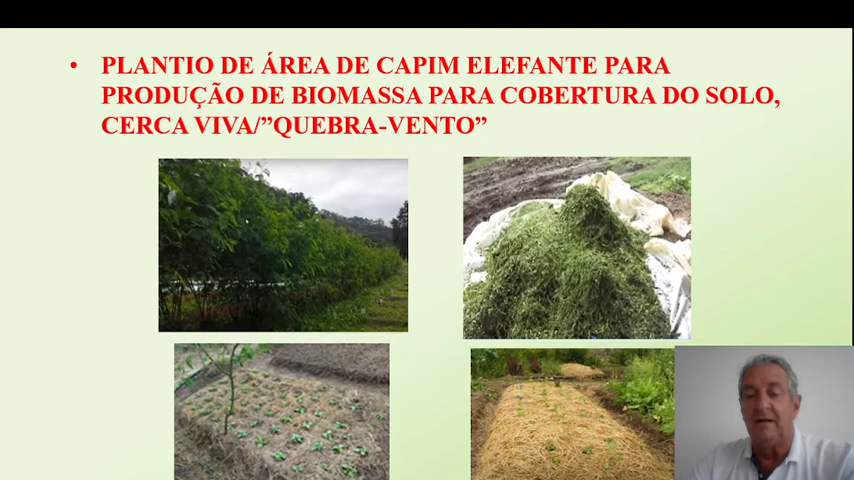 • PLANTIO DE ÁREA DE CAPIM ELEFANTE PARA
PRODUÇÃO DE BIOMASSA PARA COBERTURA DO SOLO,
CERCA VIVA/”QUEBRA-VENTO”